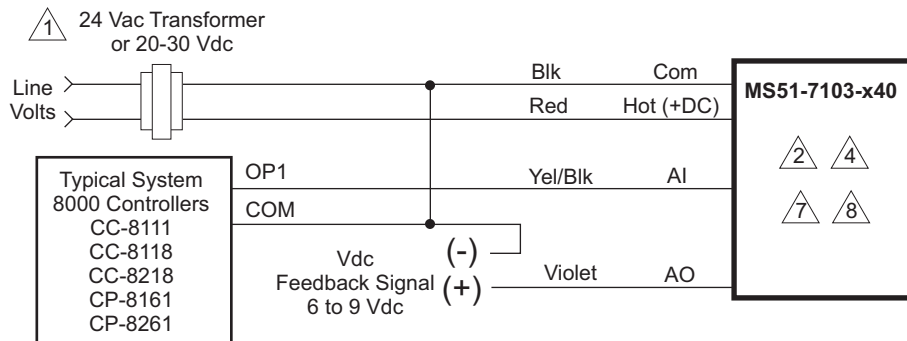 1
24 Vac Transformer
or 20-30 Vdc
Line
Volts
Blk
Com
Red
Hot (+DC)
MS51-7103-x40
2
4
7
8
Typical System
8000 Controllers
CC-8111
CC-8118
CC-8218
CP-8161
CP-8261
OP1
Yel/Blk
AI
COM
Vdc
Feedback Signal
6 to 9 Vdc
(-)
(+)
Violet
AO